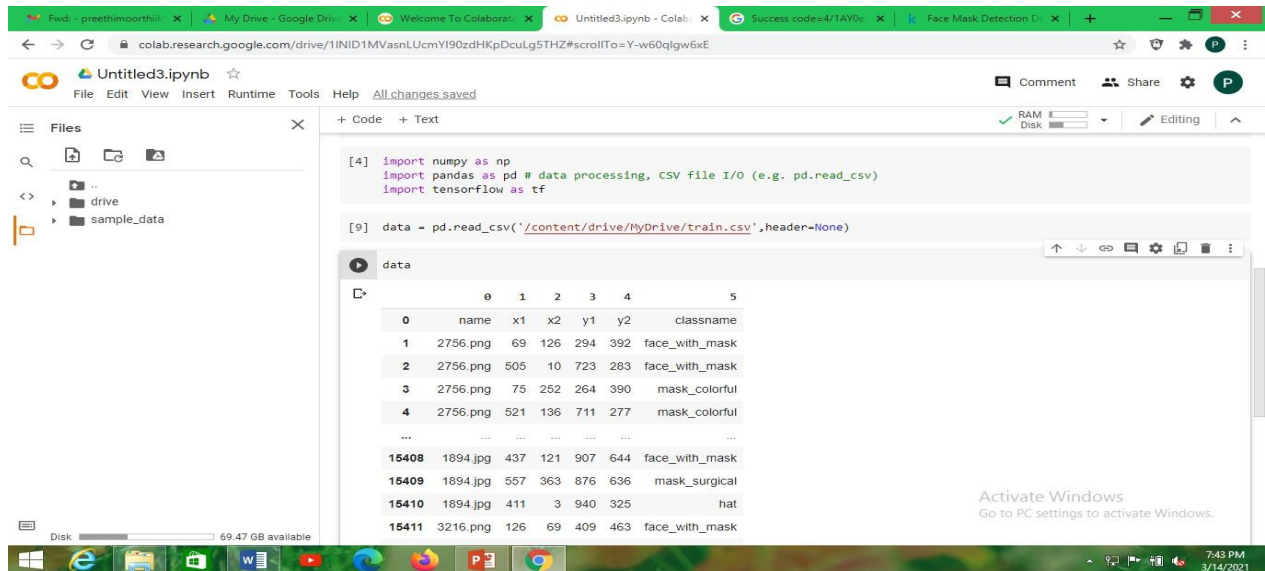 Fwd: - preethimoorthiik
My Drive - Google Drive
Welcome To Colaborato
Untitled3.ipynb - Colab
Success code=4/1AY0e
Face Mask Detection D
colab.research.google.com/drive/1INID1MVasnLUcmYI90zdHKpDcuLg5THZ#scrollTo=Y-w60qlgw6xE
Untitled3.ipynb
File Edit View Insert Runtime Tools Help All changes saved
Comment Share P
Files
+ Code + Text
RAM
Disk
Editing
..
drive
sample_data
[4] import numpy as np
import pandas as pd # data processing, CSV file I/O (e.g. pd.read_csv)
import tensorflow as tf
[9] data = pd.read_csv('/content/drive/MyDrive/train.csv',header=None)
data
0 1 2 3 4 5
0 name x1 x2 y1 y2 classname
1 2756.png 69 126 294 392 face_with_mask
2 2756.png 505 10 723 283 face_with_mask
3 2756.png 75 252 264 390 mask_colorful
4 2756.png 521 136 711 277 mask_colorful
... ... ... ... ... ... ...
15408 1894.jpg 437 121 907 644 face_with_mask
15409 1894.jpg 557 363 876 636 mask_surgical
15410 1894.jpg 411 3 940 325 hat
15411 3216.png 126 69 409 463 face_with_mask
Activate Windows
Go to PC settings to activate Windows.
Disk 69.47 GB available
7:43 PM
3/14/2021